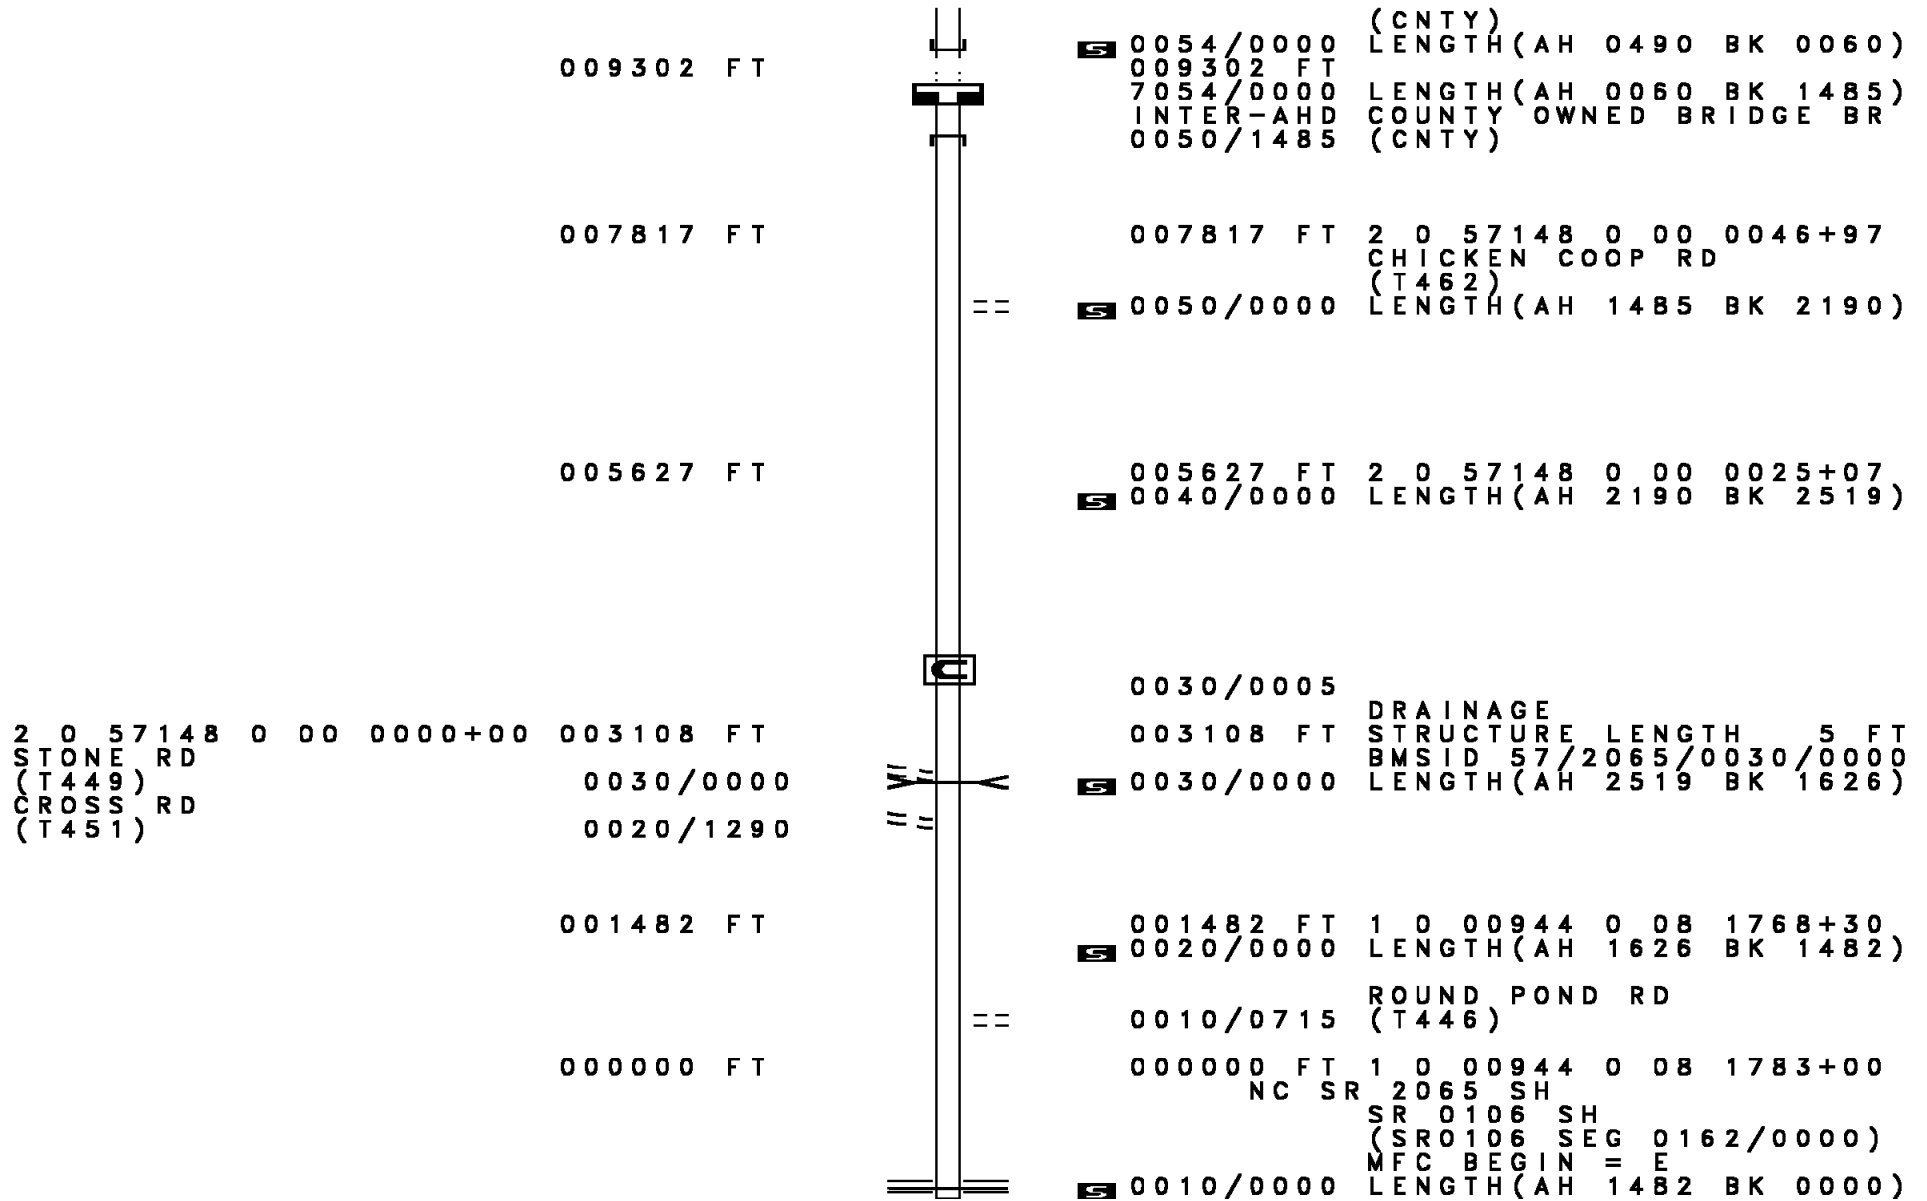 (CNTY)
S 0054/0000 LENGTH(AH 0490 BK 0060)
009302 FT 009302 FT
7054/0000 LENGTH(AH 0060 BK 1485)
INTER-AHD COUNTY OWNED BRIDGE BR
0050/1485 (CNTY)
007817 FT 007817 FT 2 0 57148 0 00 0046+97
CHICKEN COOP RD
(T462)
S 0050/0000 LENGTH(AH 1485 BK 2190)
005627 FT 005627 FT 2 0 57148 0 00 0025+07
S 0040/0000 LENGTH(AH 2190 BK 2519)
0030/0005
DRAINAGE
2 0 57148 0 00 0000+00 003108 FT 003108 FT STRUCTURE LENGTH 5 FT
STONE RD BMSID 57/2065/0030/0000
(T449) 0030/0000 S 0030/0000 LENGTH(AH 2519 BK 1626)
CROSS RD
(T451) 0020/1290
001482 FT 001482 FT 1 0 00944 0 08 1768+30
S 0020/0000 LENGTH(AH 1626 BK 1482)
ROUND POND RD
0010/0715 (T446)
000000 FT 000000 FT 1 0 00944 0 08 1783+00
NC SR 2065 SH
SR 0106 SH
(SR0106 SEG 0162/0000)
MFC BEGIN = E
S 0010/0000 LENGTH(AH 1482 BK 0000)